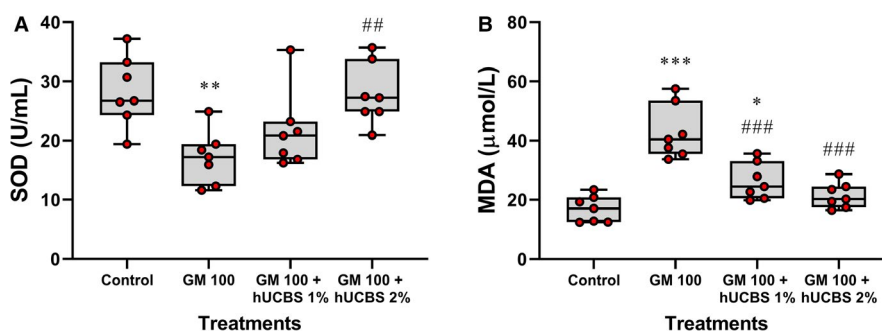 A
SOD (U/mL)
40
30
20
10
0
**
##
Control
GM 100
GM 100 +
hUCBS 1%
GM 100 +
hUCBS 2%
Treatments
B
MDA (μmol/L)
80
60
40
20
0
***
*
###
###
Control
GM 100
GM 100 +
hUCBS 1%
GM 100 +
hUCBS 2%
Treatments